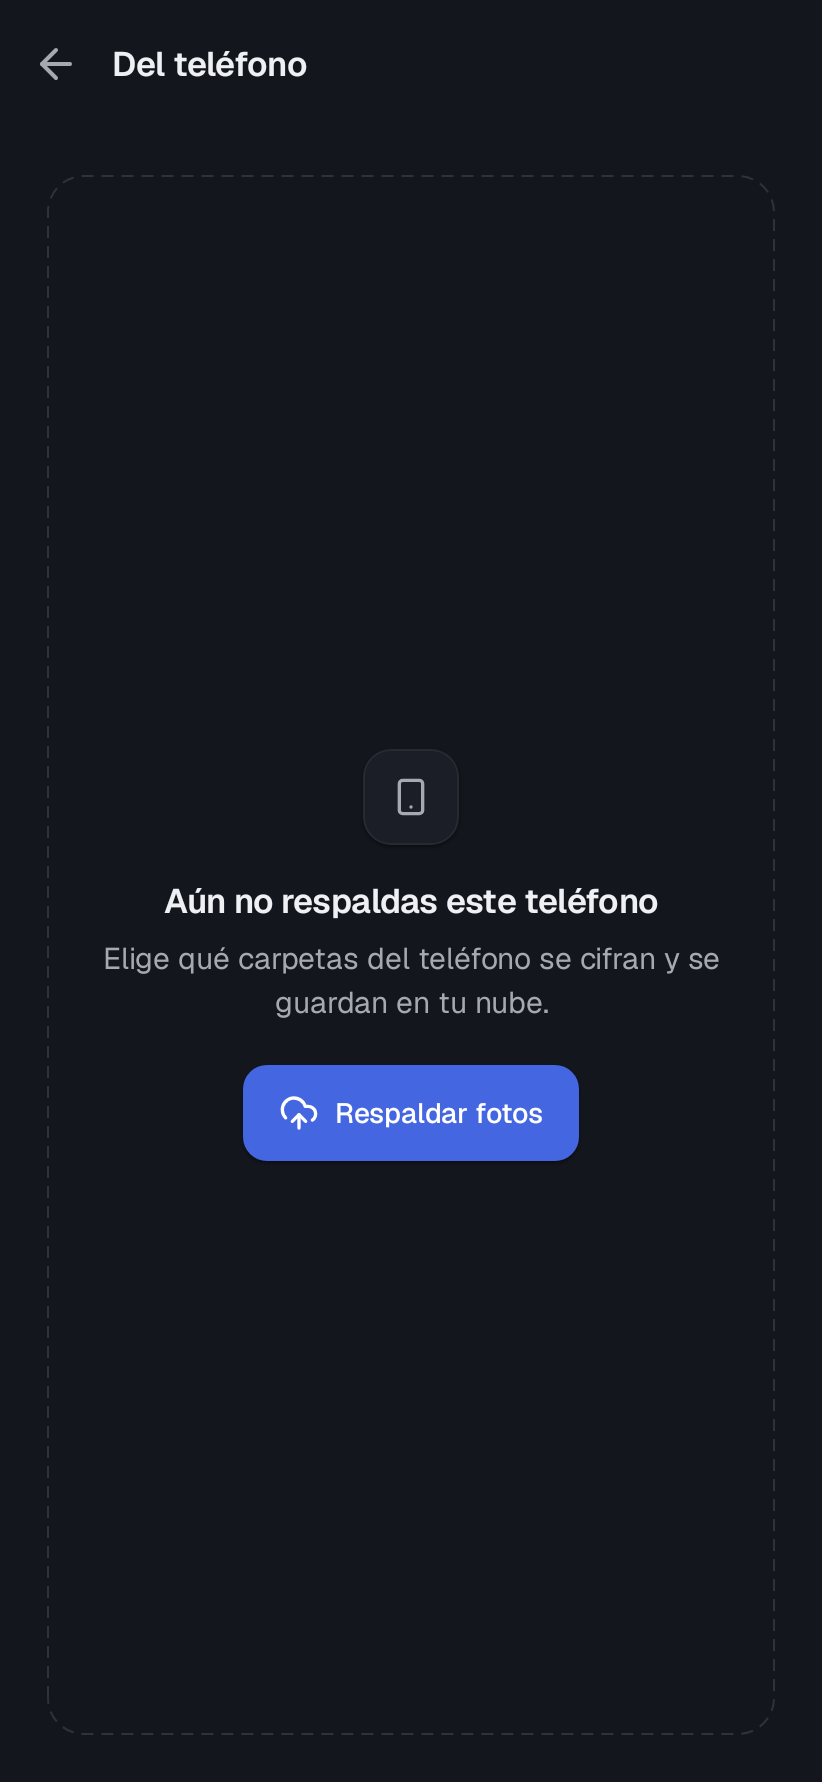 Del teléfono
Aún no respaldas este teléfono
Elige qué carpetas del teléfono se cifran y se
guardan en tu nube.
Respaldar fotos